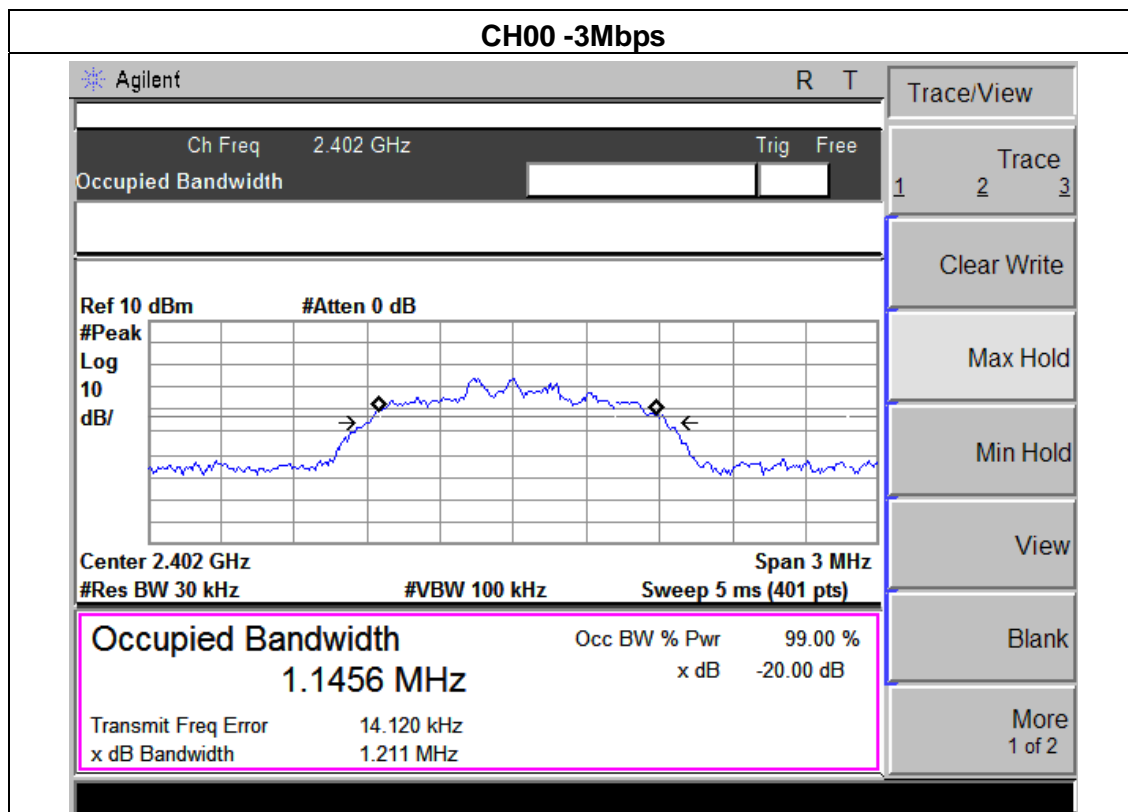 CH00 -3Mbps
Agilent R T
Ch Freq 2.402 GHz Trig Free
Occupied Bandwidth
Ref 10 dBm #Atten 0 dB
#Peak
Log
10
dB/
Center 2.402 GHz Span 3 MHz
#Res BW 30 kHz #VBW 100 kHz Sweep 5 ms (401 pts)
Occupied Bandwidth Occ BW % Pwr 99.00 %
1.1456 MHz x dB -20.00 dB
Transmit Freq Error 14.120 kHz
x dB Bandwidth 1.211 MHz
Trace/View
Trace
1 2 3
Clear Write
Max Hold
Min Hold
View
Blank
More
1 of 2